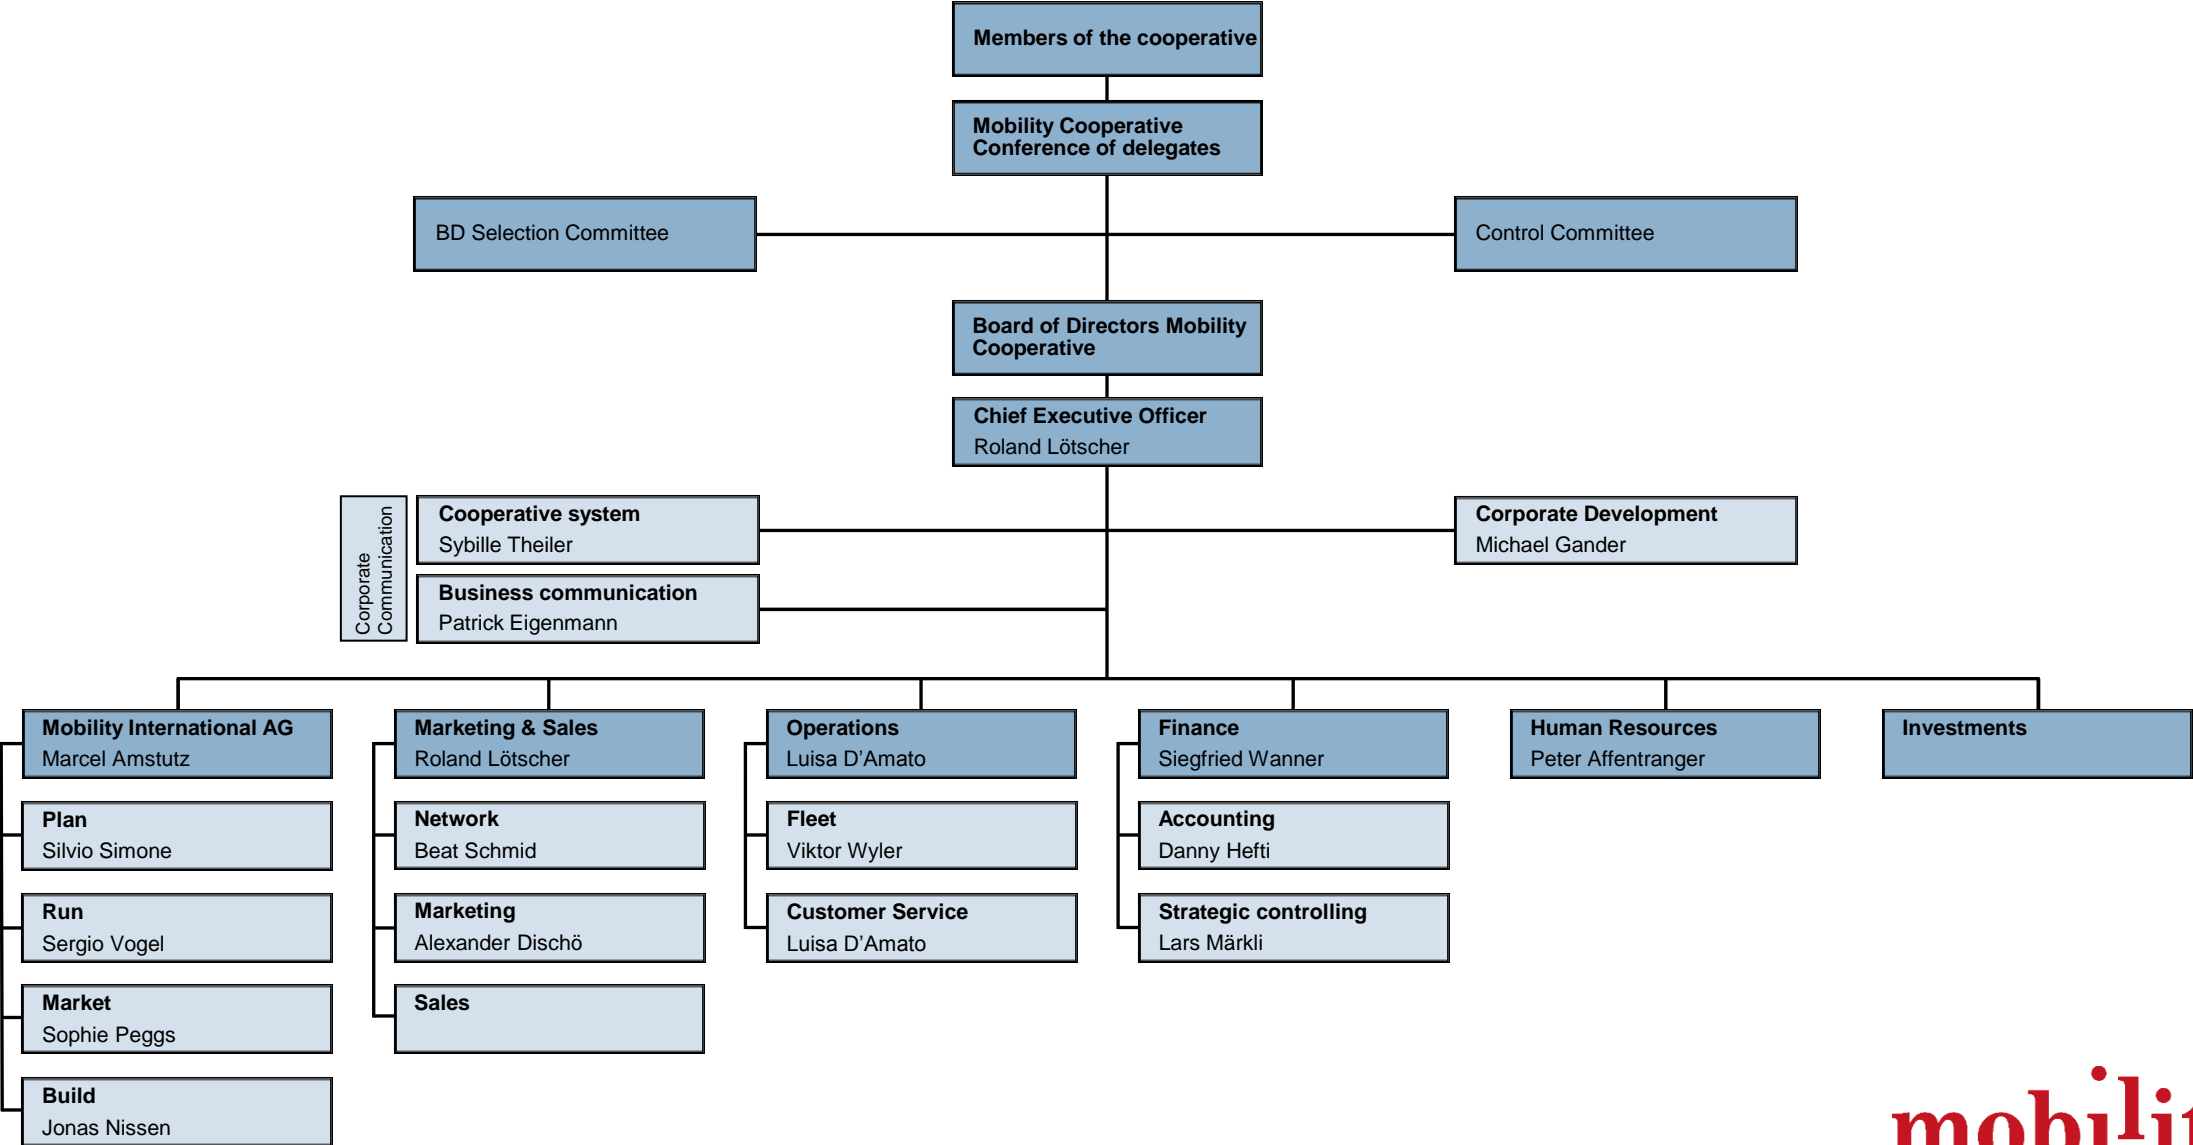 Members of the cooperative
Mobility Cooperative
Conference of delegates
BD Selection Committee
Control Committee
Board of Directors Mobility
Cooperative
Chief Executive Officer
Roland Lötscher
Corporate
Communication
Cooperative system
Sybille Theiler
Corporate Development
Michael Gander
Business communication
Patrick Eigenmann
Mobility International AG
Marcel Amstutz
Marketing & Sales
Roland Lötscher
Operations
Luisa D’Amato
Finance
Siegfried Wanner
Human Resources
Peter Affentranger
Investments
Plan
Silvio Simone
Network
Beat Schmid
Fleet
Viktor Wyler
Accounting
Danny Hefti
Run
Sergio Vogel
Marketing
Alexander Dischö
Customer Service
Luisa D’Amato
Strategic controlling
Lars Märkli
Market
Sophie Peggs
Sales
Build
Jonas Nissen